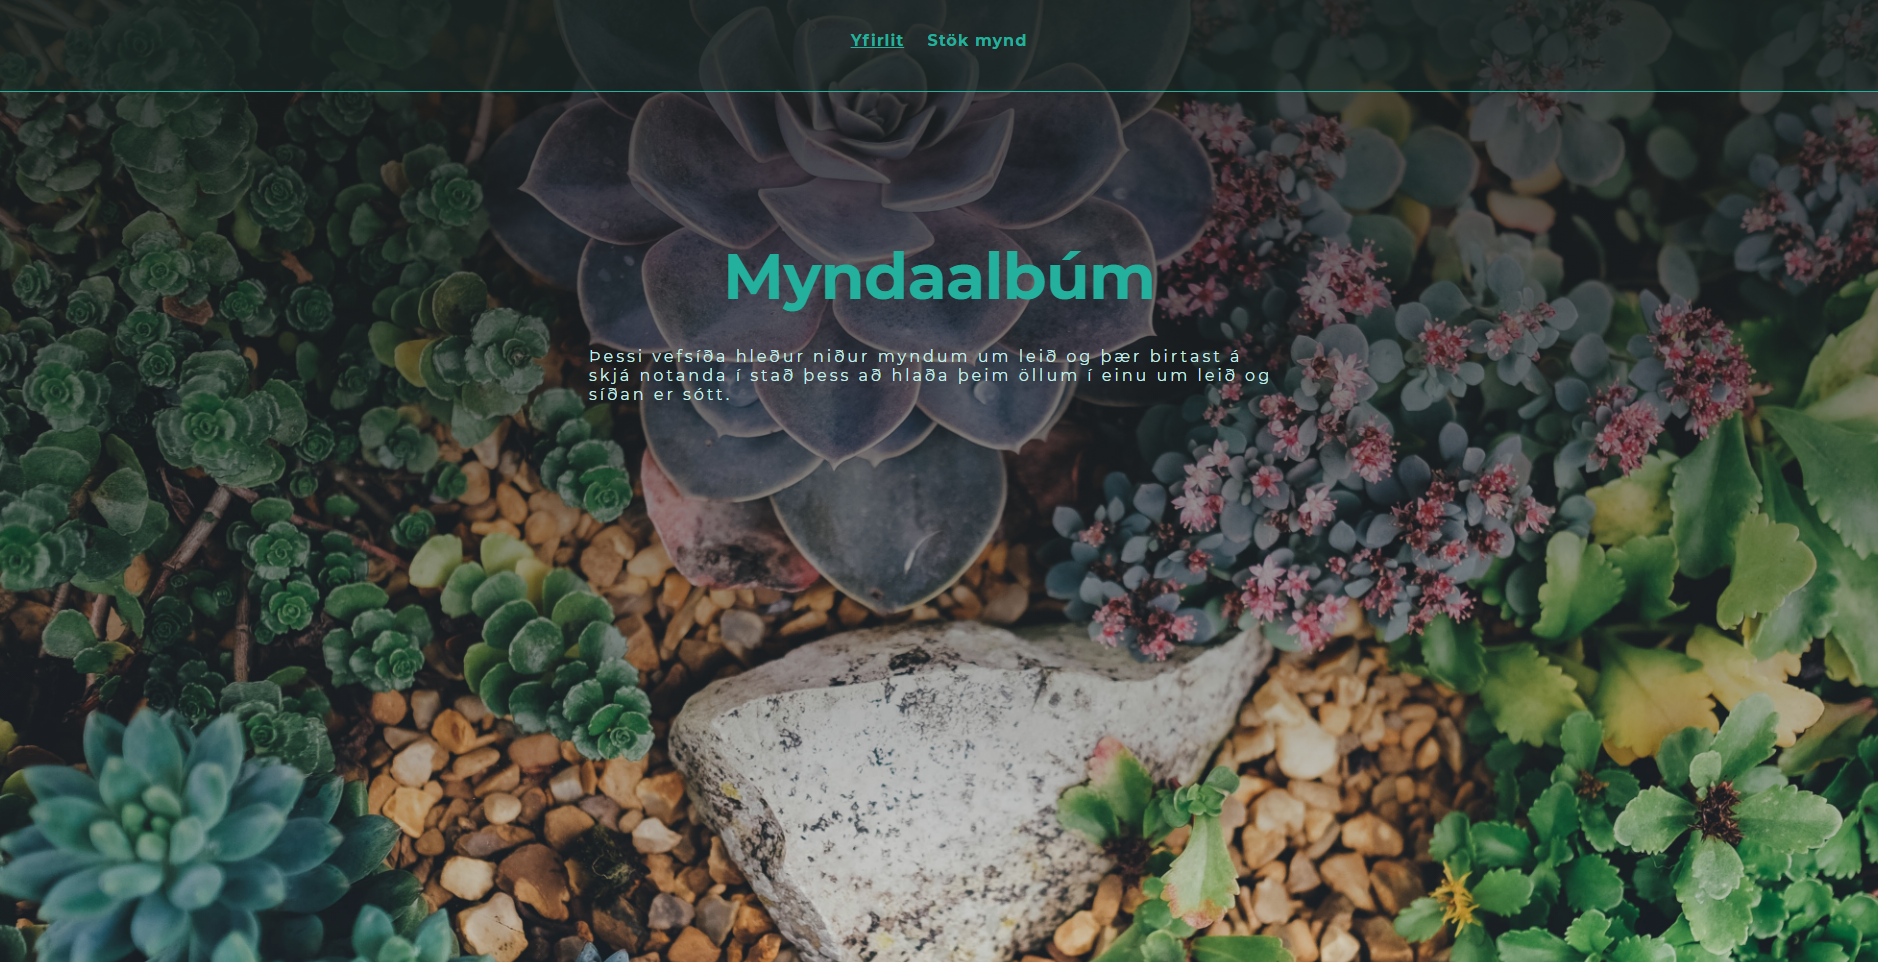 Yfirlit Stök mynd
Myndaalbúm
Þessi vefsíða hleður niður myndum um leið og þær birtast á
skjá notanda í stað þess að hlaða þeim öllum í einu um leið og
síðan er sótt.